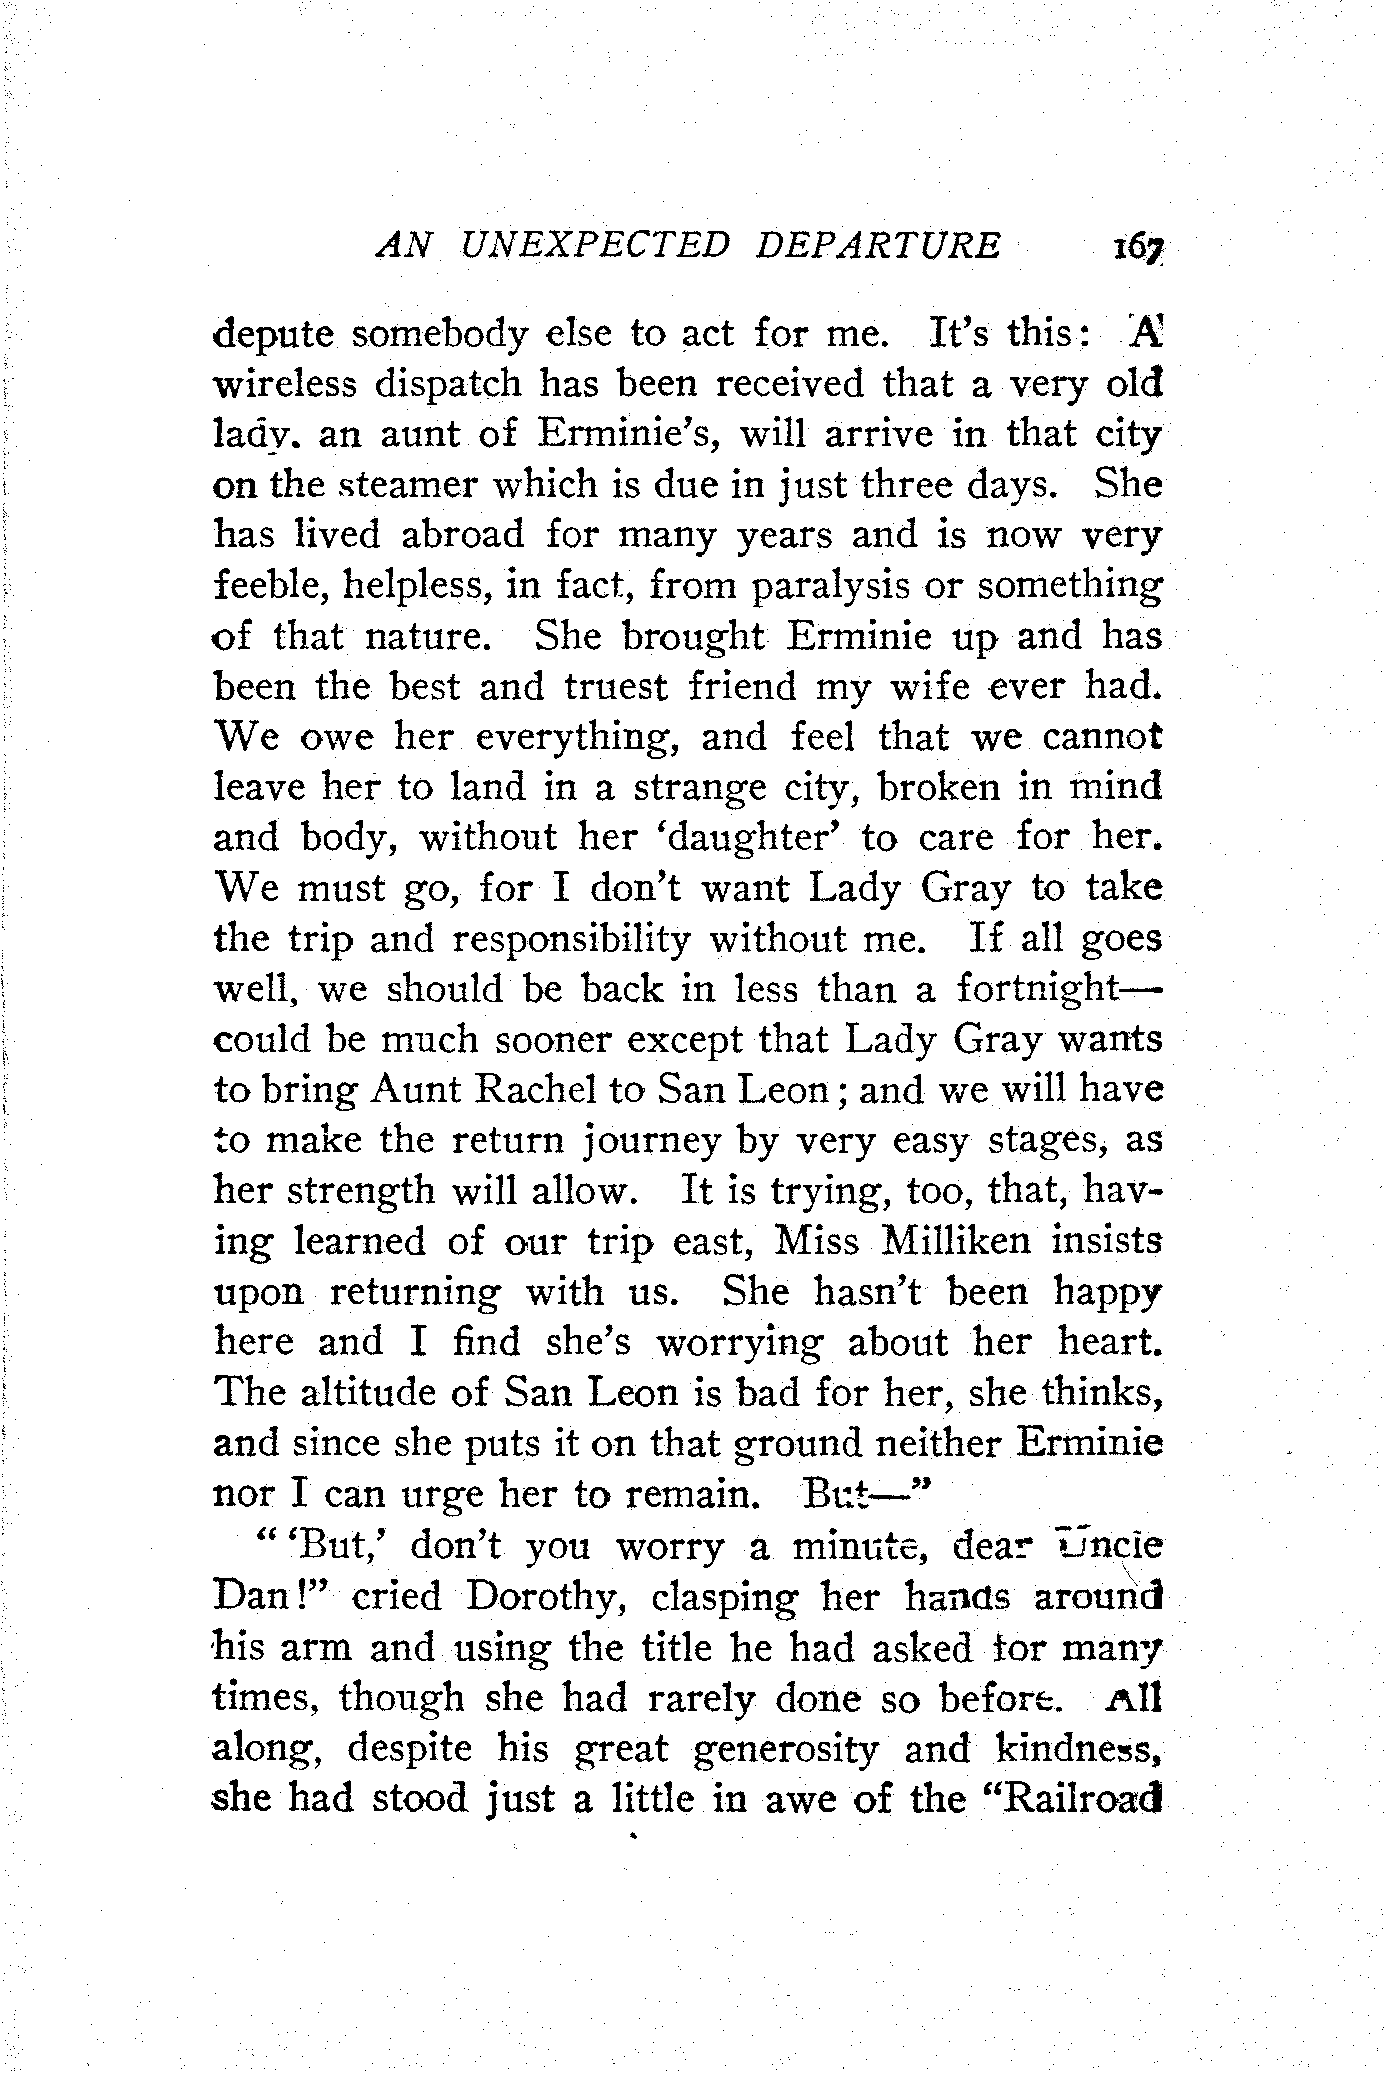 AN UNEXPECTED DEPARTURE 167
depute somebody else to act for me. It's this: A
wireless dispatch has been received that a very old
lady, an aunt of Erminie's, will arrive in that city
on the steamer which is due in just three days. She
has lived abroad for many years and is now very
feeble, helpless, in fact, from paralysis or something
of that nature. She brought Erminie up and has
been the best and truest friend my wife ever had.
We owe her everything, and feel that we cannot
leave her to land in a strange city, broken in mind
and body, without her 'daughter' to care for her.
We must go, for I don't want Lady Gray to take
the trip and responsibility without me. If all goes
well, we should be back in less than a fortnight—
could be much sooner except that Lady Gray wants
to bring Aunt Rachel to San Leon; and we will have
to make the return journey by very easy stages, as
her strength will allow. It is trying, too, that, hav-
ing learned of our trip east, Miss Milliken insists
upon returning with us. She hasn't been happy
here and I find she's worrying about her heart.
The altitude of San Leon is bad for her, she thinks,
and since she puts it on that ground neither Erminie
nor I can urge her to remain. But—"
" 'But,' don't you worry a minute, dear Uncle
Dan!" cried Dorothy, clasping her hands around
his arm and using the title he had asked for many
times, though she had rarely done so before. All
along, despite his great generosity and kindness,
she had stood just a little in awe of the "Railroad